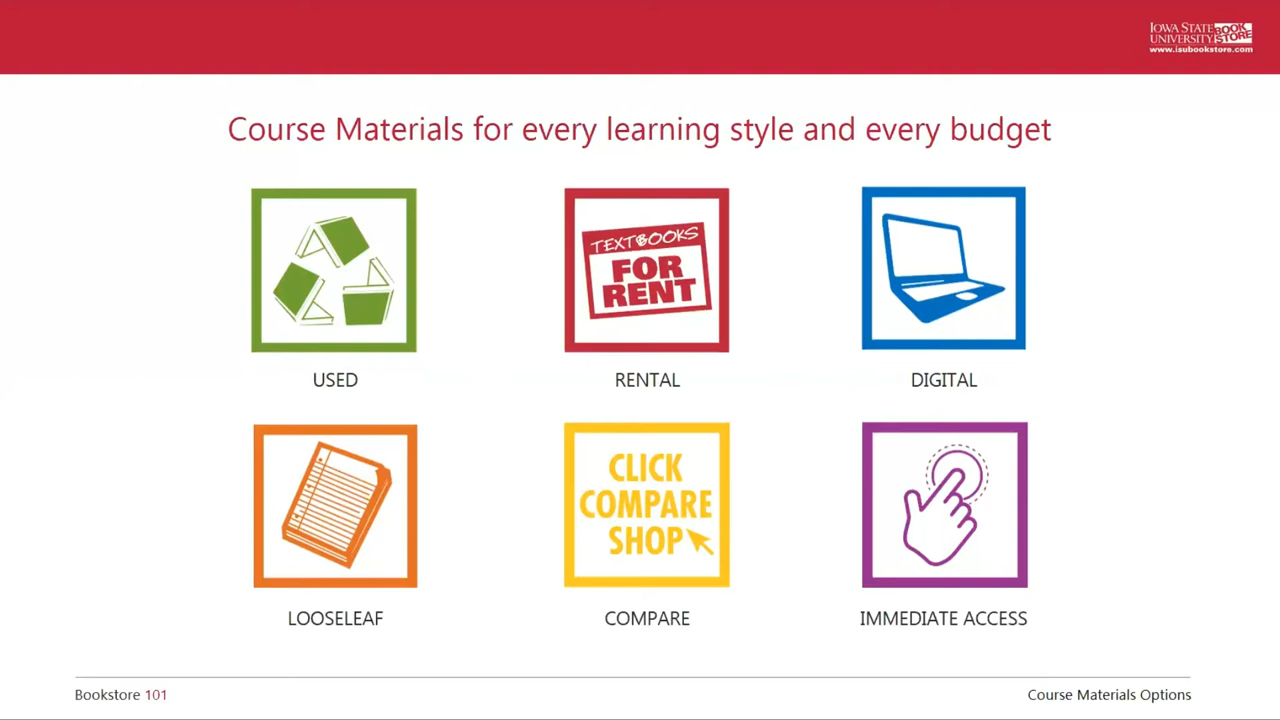 IOWA STATE
UNIVERSITY
BOOK
STORE
www.isubookstore.com
Course Materials for every learning style and every budget
TEXTBOOKS
FOR
RENT
USED
RENTAL
DIGITAL
CLICK
COMPARE
SHOP
LOOSELEAF
COMPARE
IMMEDIATE ACCESS
Bookstore 101
Course Materials Options